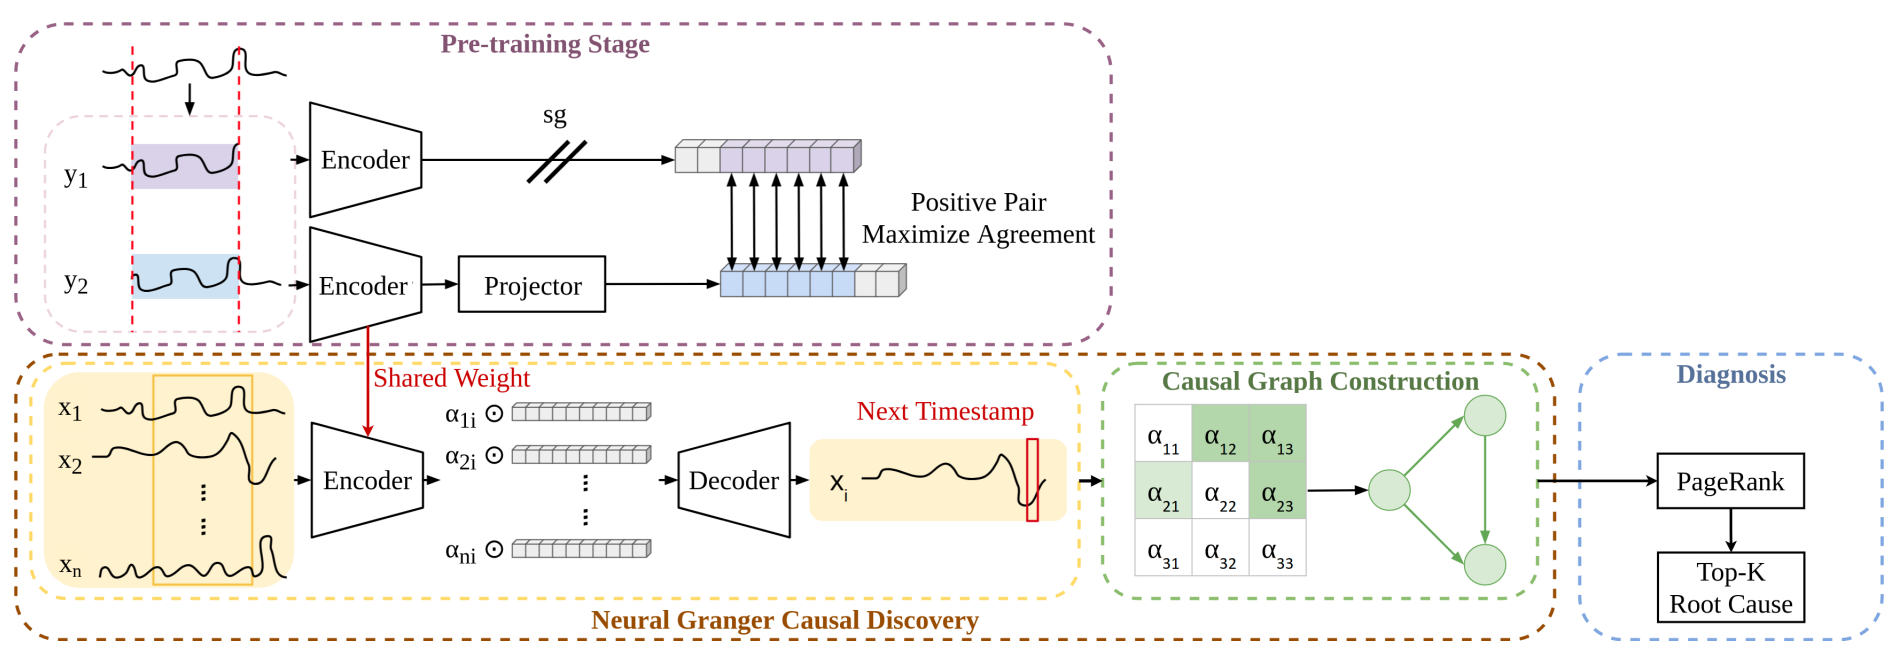 Pre-training Stage
sg
y1
Encoder
Positive Pair
Maximize Agreement
y2
Encoder
Projector
Shared Weight
x1
x2
...
...
xn
Encoder
α1i ⊙
α2i ⊙
...
...
αni ⊙
Decoder
Next Timestamp
xi
Neural Granger Causal Discovery
Causal Graph Construction
α11 α12 α13
α21 α22 α23
α31 α32 α33
Diagnosis
PageRank
Top-K
Root Cause